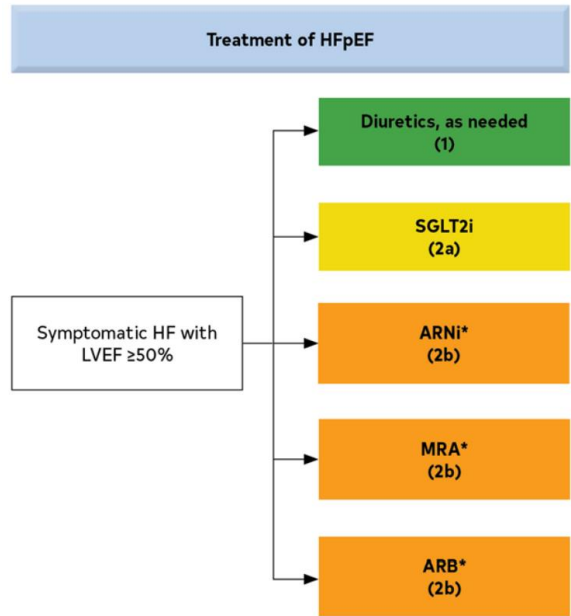 Treatment of HFpEF
Diuretics, as needed
(1)
SGLT2i
(2a)
Symptomatic HF with
LVEF ≥50%
ARNi*
(2b)
MRA*
(2b)
ARB*
(2b)